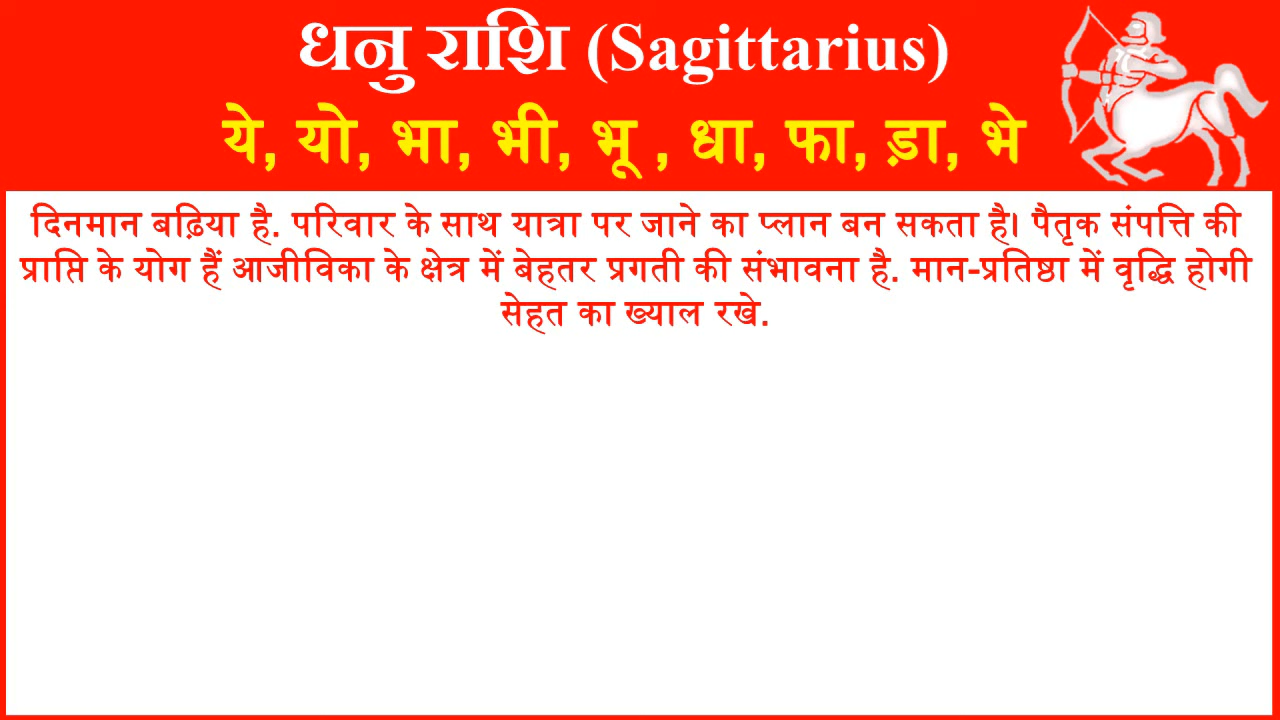 धनु राशि (Sagittarius)
ये, यो, भा, भी, भू , धा, फा, ड़ा, भे
दिनमान बढ़िया है. परिवार के साथ यात्रा पर जाने का प्लान बन सकता है। पैतृक संपत्ति की
प्राप्ति के योग हैं आजीविका के क्षेत्र में बेहतर प्रगती की संभावना है. मान-प्रतिष्ठा में वृद्धि होगी
सेहत का ख्याल रखे.